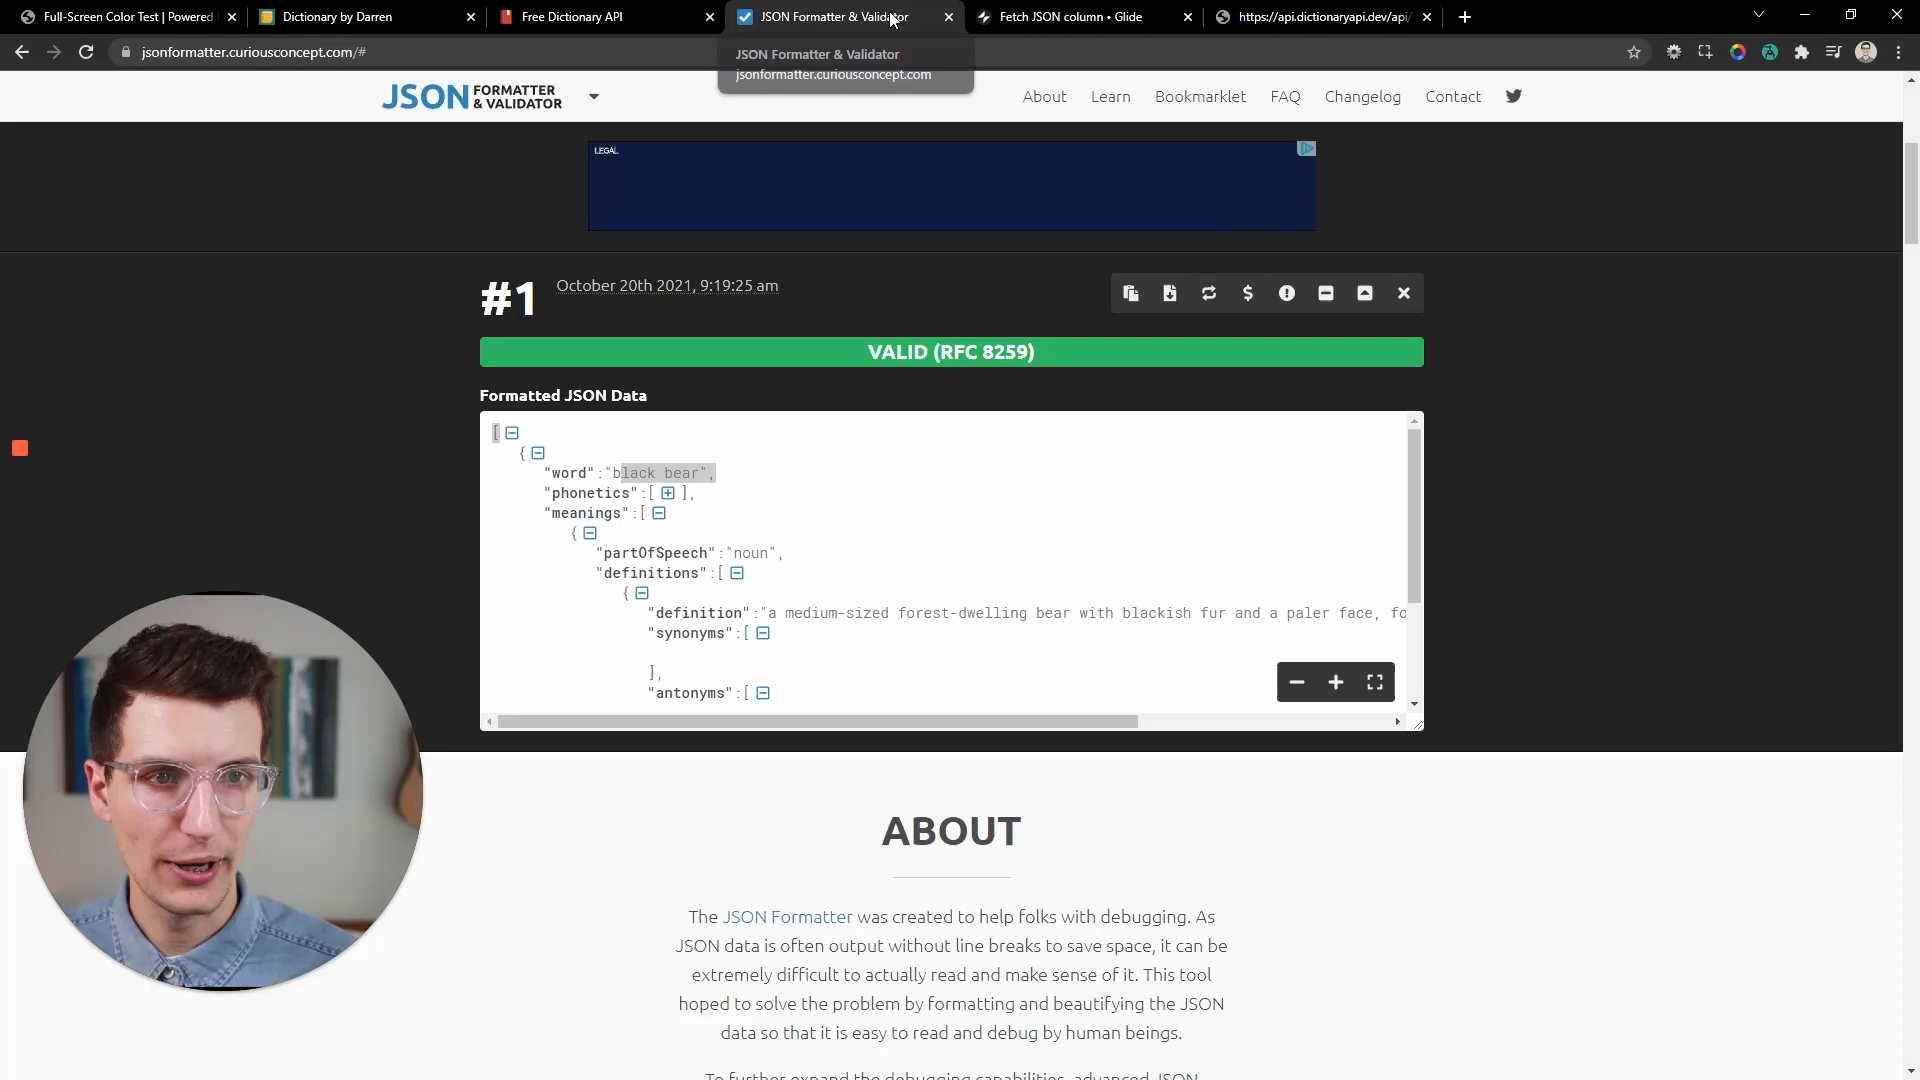 Full-Screen Color Test | Powered
Dictionary by Darren
Free Dictionary API
JSON Formatter & Validator
Fetch JSON column • Glide
https://api.dictionaryapi.dev/api/
jsonformatter.curiousconcept.com/#
JSON Formatter & Validator
jsonformatter.curiousconcept.com
JSON FORMATTER
& VALIDATOR
About
Learn
Bookmarklet
FAQ
Changelog
Contact
LEGAL
#1
October 20th 2021, 9:19:25 am
VALID (RFC 8259)
Formatted JSON Data
[
{
"word":"black bear",
"phonetics":[ ],
"meanings":[
{
"partOfSpeech":"noun",
"definitions":[
{
"definition":"a medium-sized forest-dwelling bear with blackish fur and a paler face, fo
"synonyms":[
],
"antonyms":[
ABOUT
The JSON Formatter was created to help folks with debugging. As
JSON data is often output without line breaks to save space, it can be
extremely difficult to actually read and make sense of it. This tool
hoped to solve the problem by formatting and beautifying the JSON
data so that it is easy to read and debug by human beings.
To further expand the debugging capabilities, advanced JSON